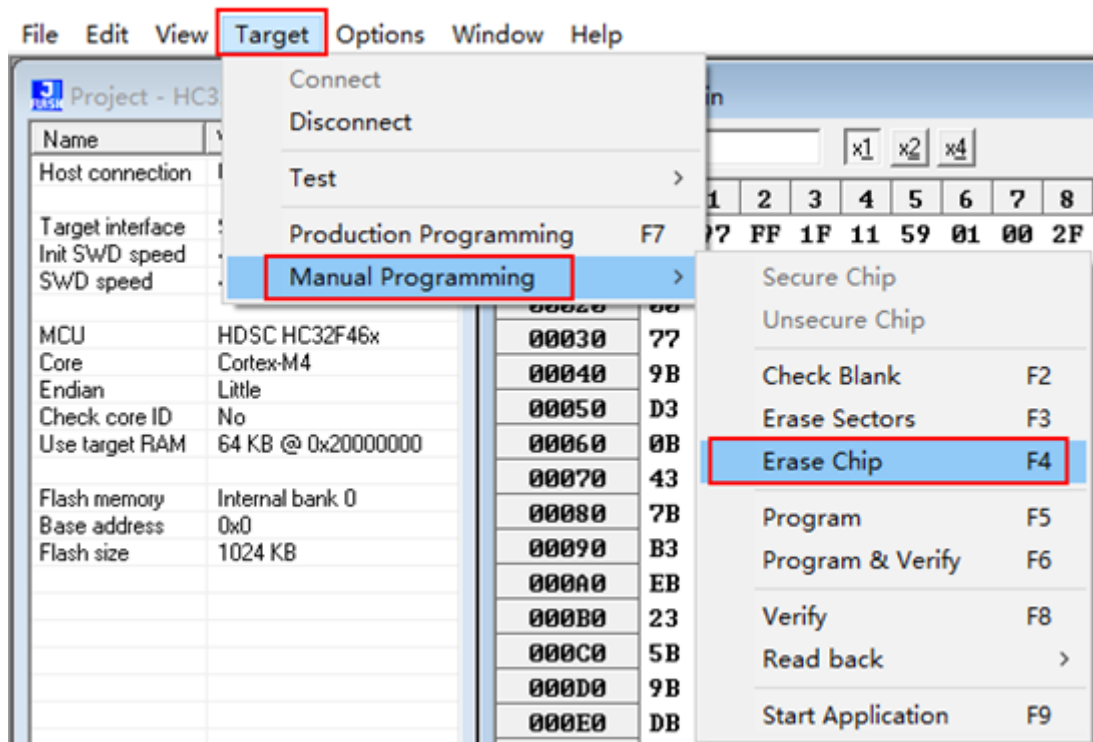 File Edit View Target Options Window Help
Project - HC3
in
Connect
Disconnect
Test >
Production Programming F7
Manual Programming >
Secure Chip
Unsecure Chip
Check Blank F2
Erase Sectors F3
Erase Chip F4
Program F5
Program & Verify F6
Verify F8
Read back >
Start Application F9
Name
Host connection
Target interface
Init SWD speed
SWD speed
MCU HDSC HC32F46x
Core Cortex-M4
Endian Little
Check core ID No
Use target RAM 64 KB @ 0x20000000
Flash memory Internal bank 0
Base address 0x0
Flash size 1024 KB
x1 x2 x4
1 2 3 4 5 6 7 8
FF 1F 11 59 01 00 2F
00030 77
00040 9B
00050 D3
00060 0B
00070 43
00080 7B
00090 B3
000A0 EB
000B0 23
000C0 5B
000D0 9B
000E0 DB